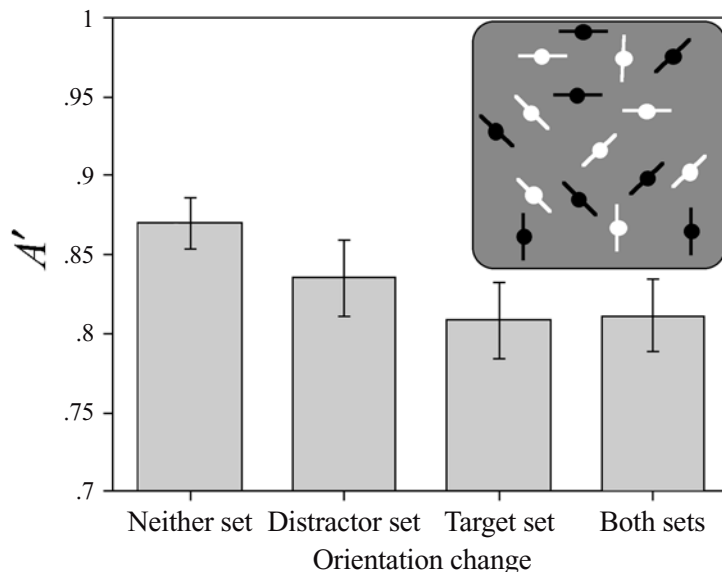 1
.95
.9
.85
.8
.75
.7
A′
Neither set Distractor set Target set Both sets
Orientation change